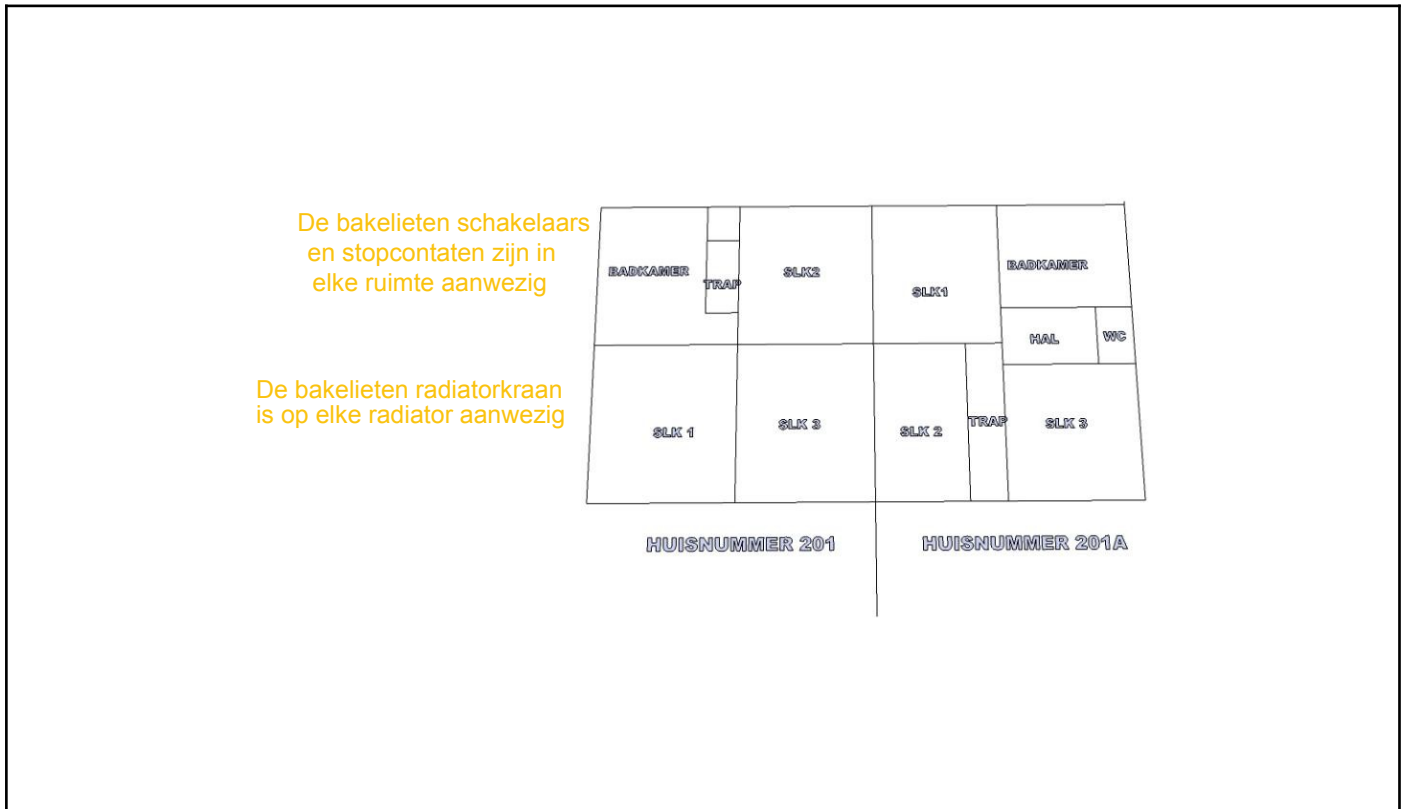 De bakelieten schakelaars
en stopcontaten zijn in
elke ruimte aanwezig
De bakelieten radiatorkraan
is op elke radiator aanwezig
BADKAMER
TRAP
SLK2
SLK1
BADKAMER
HAL
WC
SLK 1
SLK 3
SLK 2
TRAP
SLK 3
HUISNUMMER 201
HUISNUMMER 201A